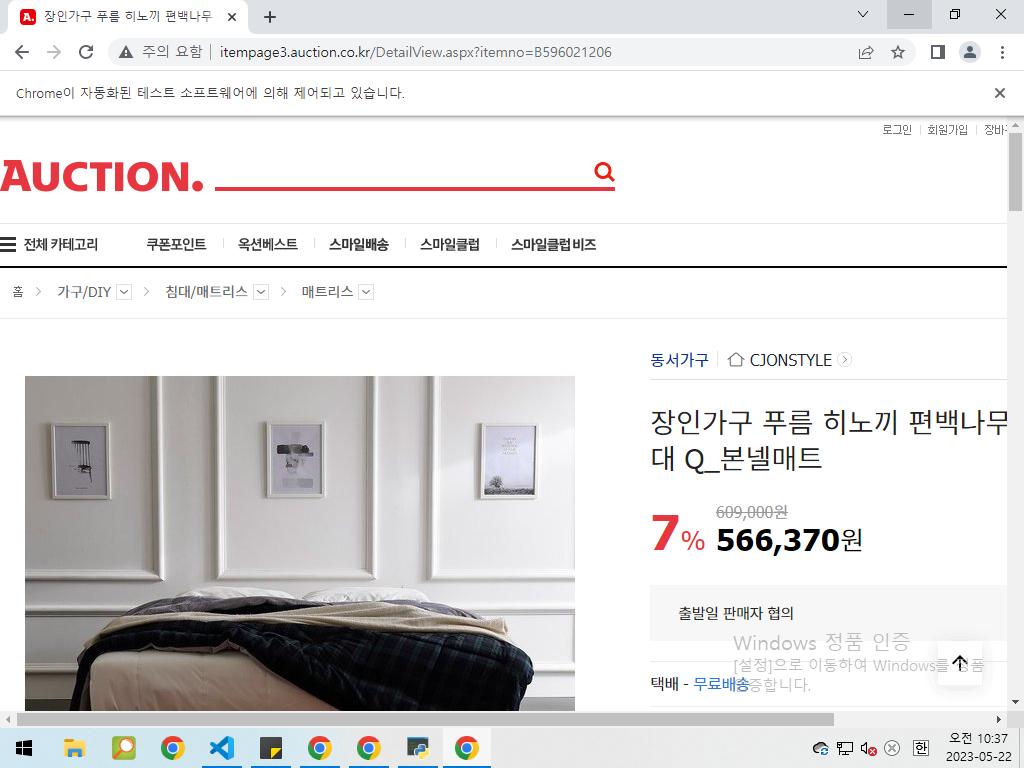 장인가구 푸름 히노끼 편백나무
주의 요함
itempage3.auction.co.kr/DetailView.aspx?itemno=B596021206
Chrome이 자동화된 테스트 소프트웨어에 의해 제어되고 있습니다.
로그인 회원가입 장바
AUCTION.
전체 카테고리 쿠폰포인트 옥션베스트 스마일배송 스마일클럽 스마일클럽 비즈
홈 가구/DIY 침대/매트리스 매트리스
동서가구 CJONSTYLE
장인가구 푸름 히노끼 편백나무
대 Q_본넬매트
609,000원
7% 566,370원
출발일 판매자 협의
Windows 정품 인증
[설정]으로 이동하여 Windows를 정품
인증합니다.
택배 - 무료배송
한
오전 10:37
2023-05-22